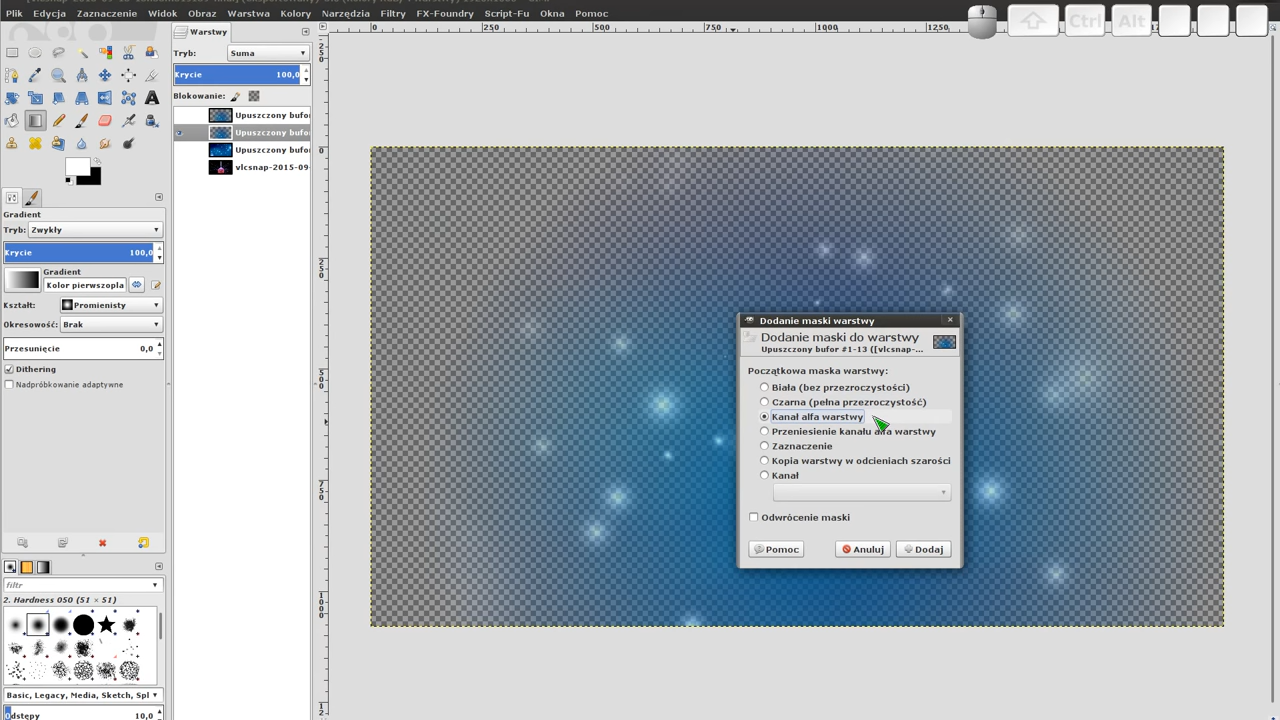 Plik Edycja Zaznaczenie Widok Obraz Warstwa Kolory Narzędzia Filtry FX-Foundry Script-Fu Okna Pomoc
Ctrl Alt
Warstwy
Tryb: Suma
Krycie 100,0
Blokowanie:
Upuszczony bufo
Upuszczony bufo
Upuszczony bufo
vlcsnap-2015-09-
0 250 500 750 1000 1250
Gradient
Tryb: Zwykły
Krycie 100,0
Gradient
Kolor pierwszopla
Kształt: Promienisty
Okresowość: Brak
Przesunięcie 0,0
Dithering
Nadpróbkowanie adaptywne
filtr
2. Hardness 050 (51 × 51)
Basic, Legacy, Media, Sketch, Spl
dstępy 10,0
Dodanie maski warstwy
Dodanie maski do warstwy
Upuszczony bufor #1-13 ([vlcsnap-...
Początkowa maska warstwy:
Biała (bez przezroczystości)
Czarna (pełna przezroczystość)
Kanał alfa warstwy
Przeniesienie kanału alfa warstwy
Zaznaczenie
Kopia warstwy w odcieniach szarości
Kanał
Odwrócenie maski
Pomoc Anuluj Dodaj